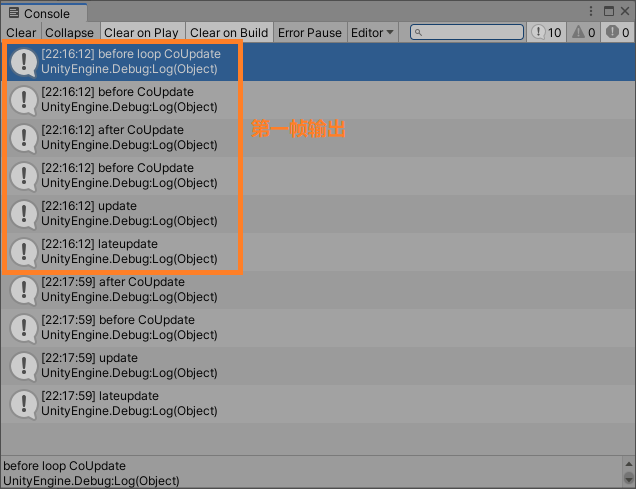 Console
Clear Collapse Clear on Play Clear on Build Error Pause Editor 10 0 0
[22:16:12] before loop CoUpdate
UnityEngine.Debug:Log(Object)
[22:16:12] before CoUpdate
UnityEngine.Debug:Log(Object)
[22:16:12] after CoUpdate
UnityEngine.Debug:Log(Object)
第一帧输出
[22:16:12] before CoUpdate
UnityEngine.Debug:Log(Object)
[22:16:12] update
UnityEngine.Debug:Log(Object)
[22:16:12] lateupdate
UnityEngine.Debug:Log(Object)
[22:17:59] after CoUpdate
UnityEngine.Debug:Log(Object)
[22:17:59] before CoUpdate
UnityEngine.Debug:Log(Object)
[22:17:59] update
UnityEngine.Debug:Log(Object)
[22:17:59] lateupdate
UnityEngine.Debug:Log(Object)
before loop CoUpdate
UnityEngine.Debug:Log(Object)